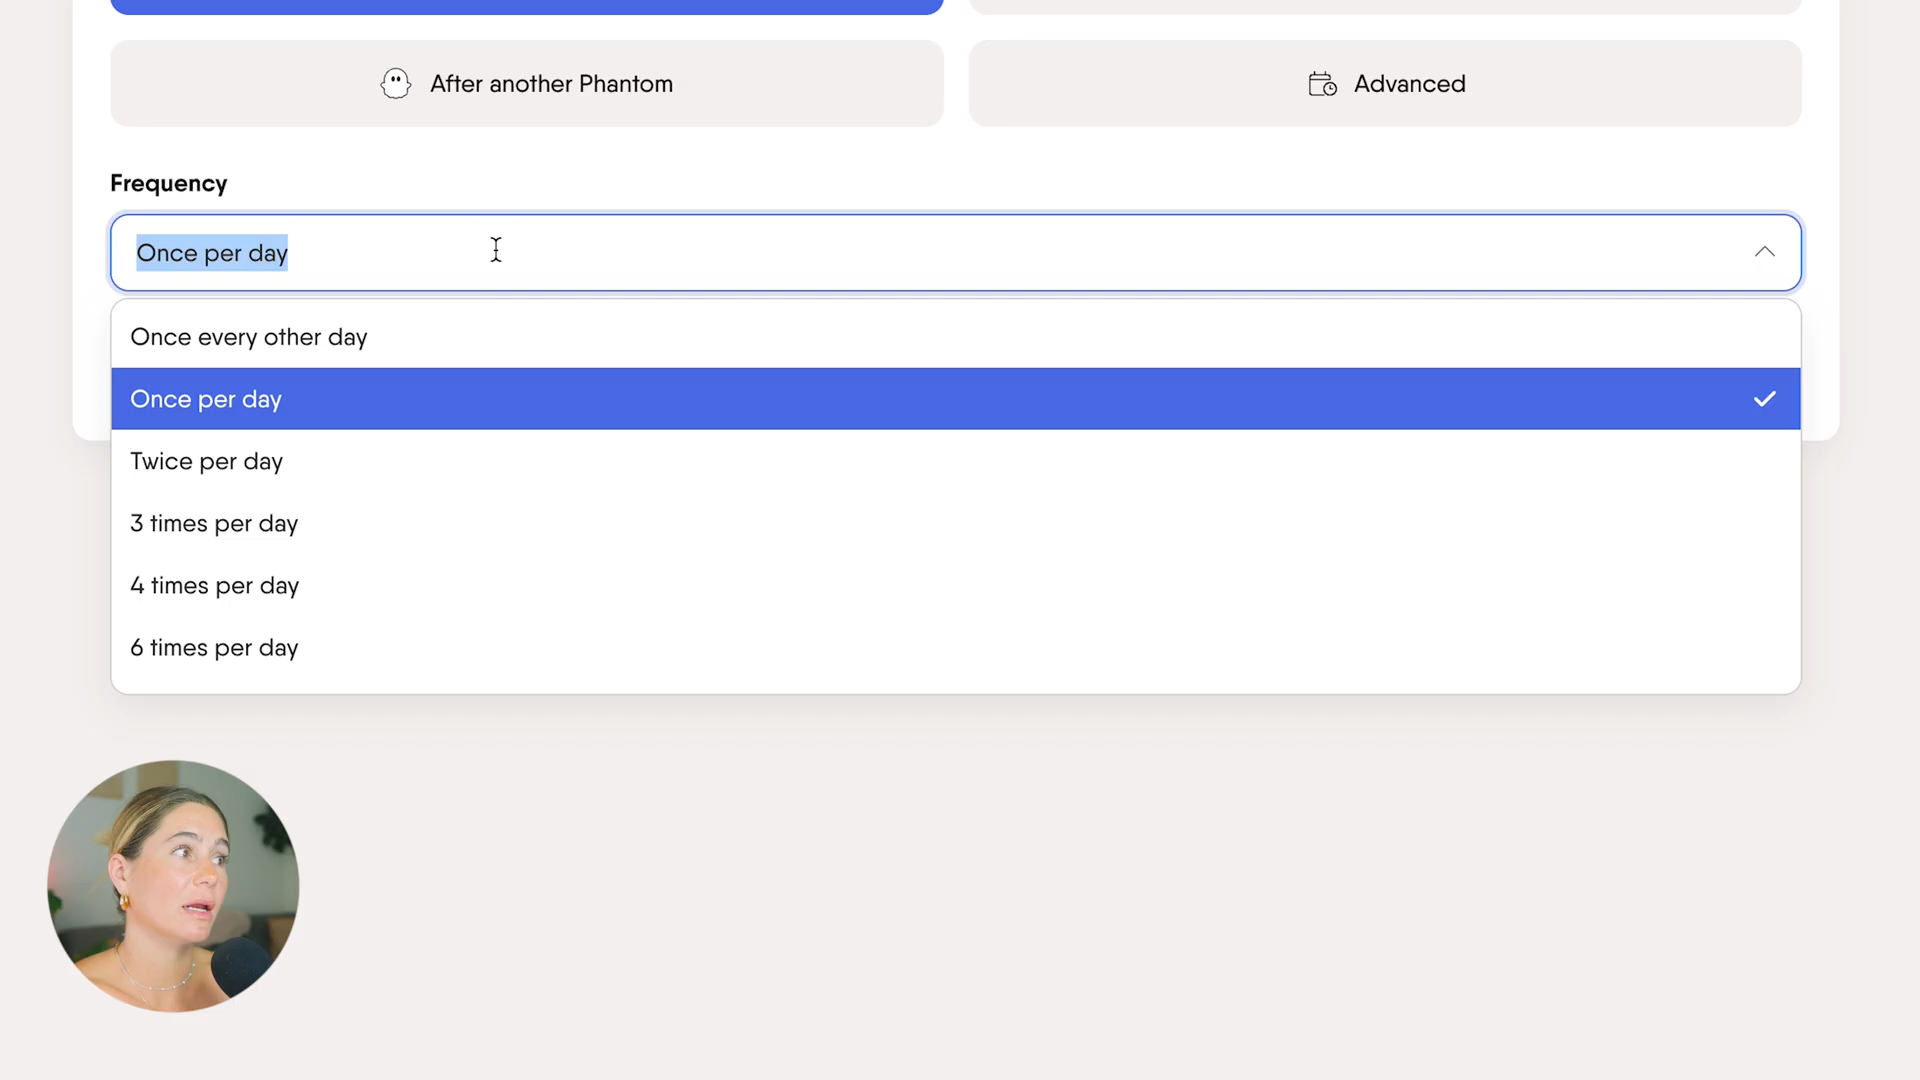 After another Phantom
Advanced
Frequency
Once per day
Once every other day
Once per day
Twice per day
3 times per day
4 times per day
6 times per day